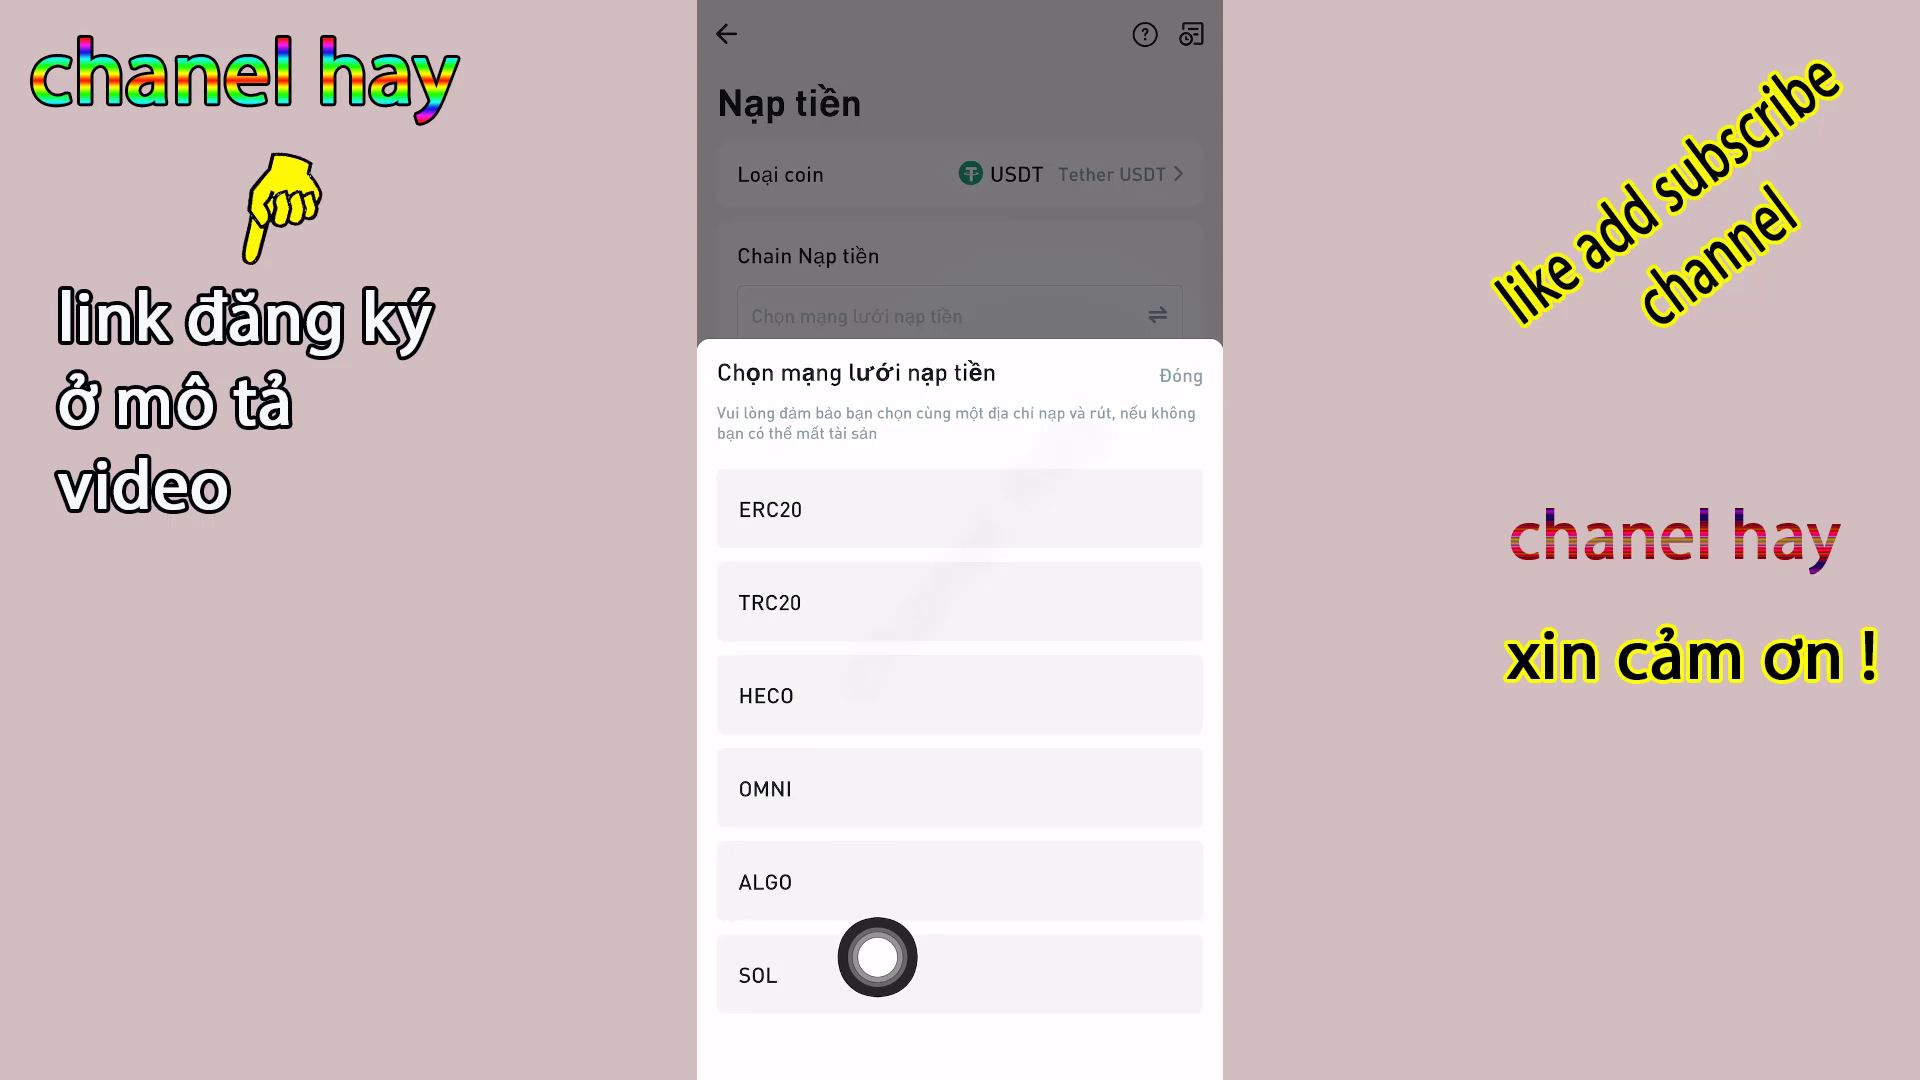 chanel hay
link đăng ký
ở mô tả
video
Nạp tiền
Loại coin
USDT Tether USDT
Chain Nạp tiền
Chọn mạng lưới nạp tiền
Chọn mạng lưới nạp tiền
Đóng
Vui lòng đảm bảo bạn chọn cùng một địa chỉ nạp và rút, nếu không
bạn có thể mất tài sản
ERC20
TRC20
HECO
OMNI
ALGO
SOL
like add subscribe
channel
chanel hay
xin cảm ơn !